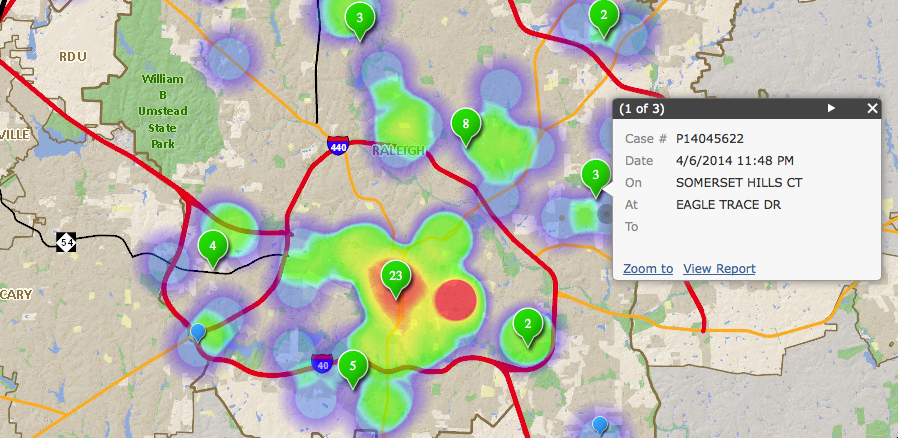 3
2
RDU
William
B
Umstead
State
Park
VILLE
(1 of 3)
Case # P14045622
Date 4/6/2014 11:48 PM
On SOMERSET HILLS CT
At EAGLE TRACE DR
To
Zoom to View Report
8
440
RALEIGH
3
54
4
23
CARY
2
40
5